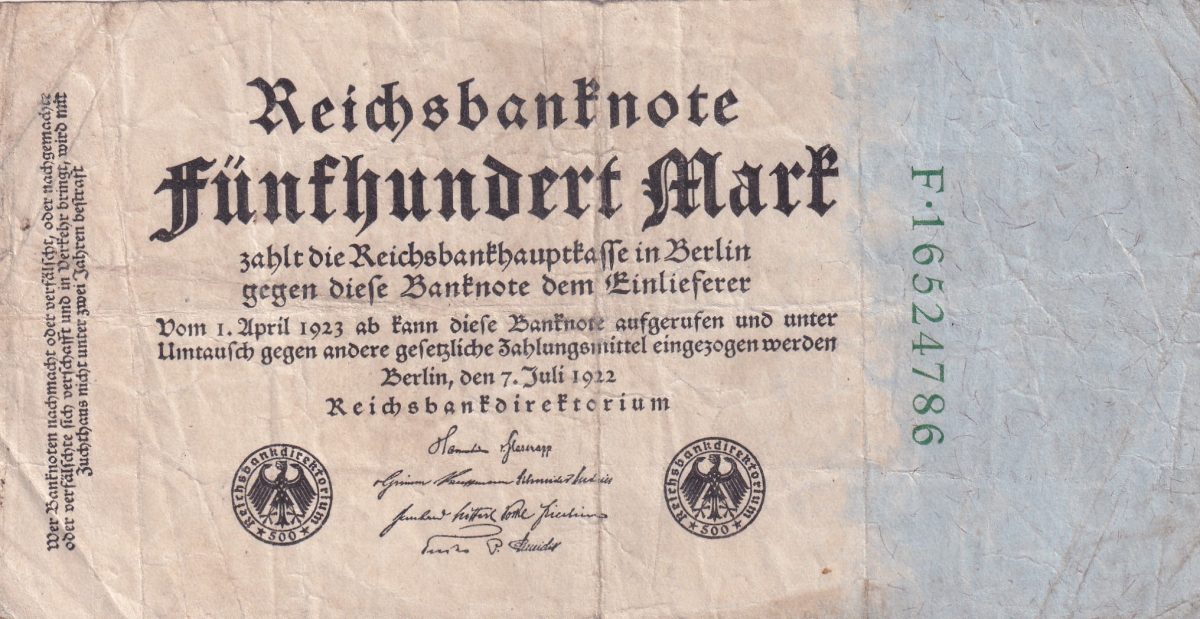 Reichsbanknote
Fünfhundert Mark
zahlt die Reichsbankhauptkasse in Berlin
gegen diese Banknote dem Einlieferer
Vom 1. April 1923 ab kann diese Banknote aufgerufen und unter
Umtausch gegen andere gesetzliche Zahlungsmittel eingezogen werden
Berlin, den 7. Juli 1922
Reichsbankdirektorium
Reichsbankdirektorium
500
Reichsbankdirektorium
500
Wer Banknoten nachmacht oder verfälscht, oder nachgemachte
oder verfälschte sich verschafft und in Verkehr bringt, wird mit
Zuchthaus nicht unter zwei Jahren bestraft
F·16524786